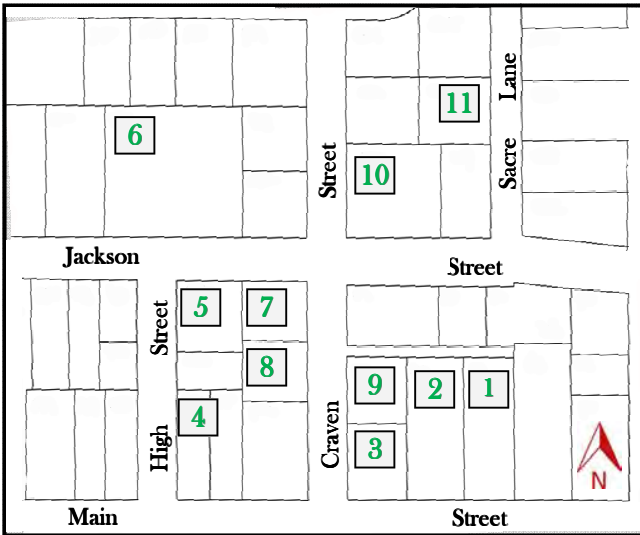 Lane
11
6
Street
10
Sacre
Jackson
Street
5
7
Street
8
9
2
1
4
Craven
High
3
N
Main
Street